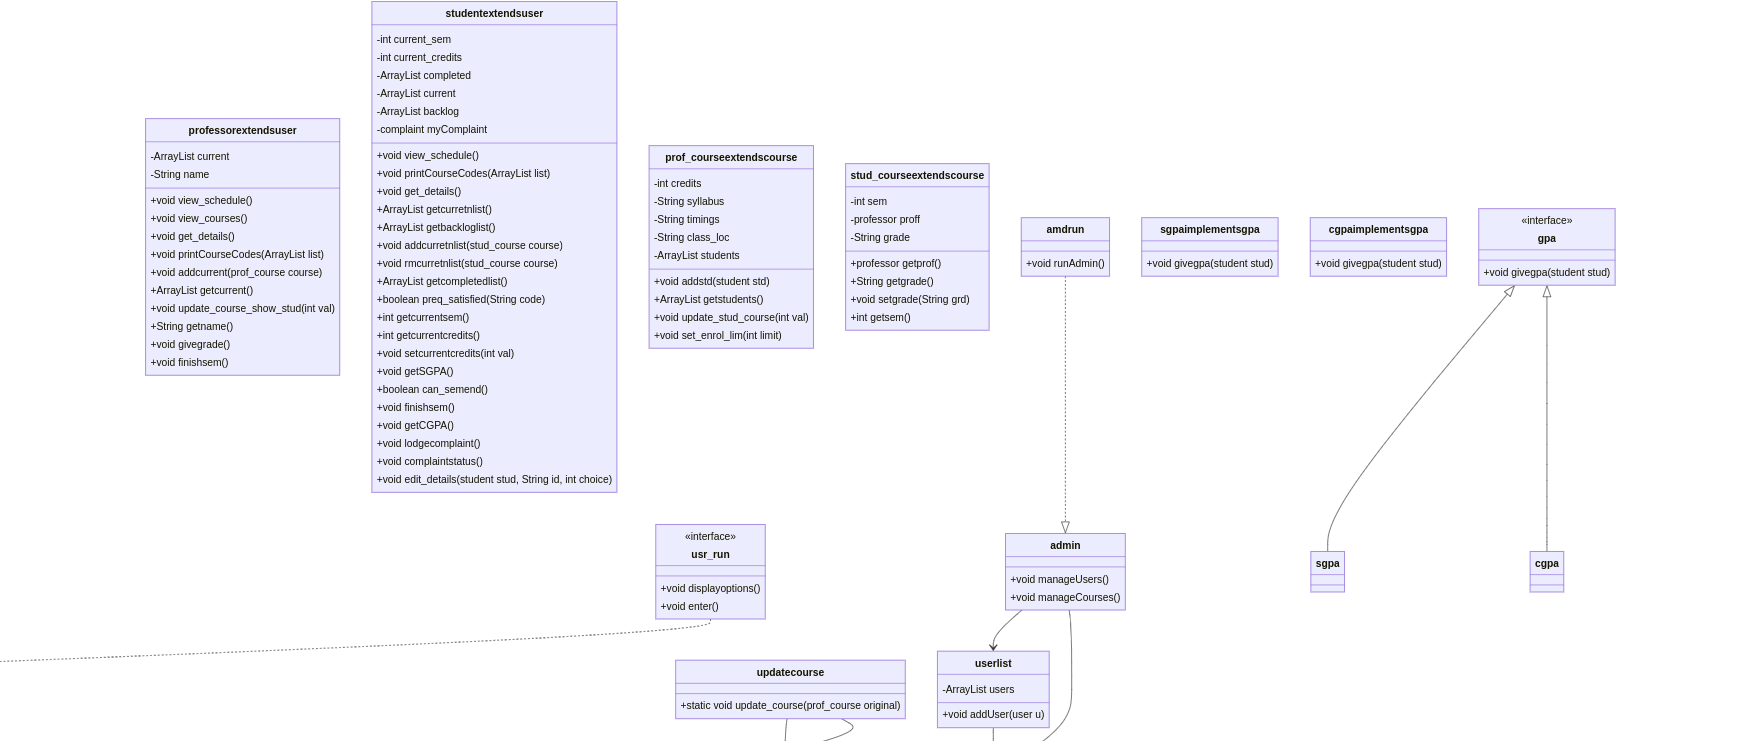 professorextendsuser
-ArrayList current
-String name
+void view_schedule()
+void view_courses()
+void get_details()
+void printCourseCodes(ArrayList list)
+void addcurrent(prof_course course)
+ArrayList getcurrent()
+void update_course_show_stud(int val)
+String getname()
+void givegrade()
+void finishsem()
studentextendsuser
-int current_sem
-int current_credits
-ArrayList completed
-ArrayList current
-ArrayList backlog
-complaint myComplaint
+void view_schedule()
+void printCourseCodes(ArrayList list)
+void get_details()
+ArrayList getcurretnlist()
+ArrayList getbackloglist()
+void addcurretnlist(stud_course course)
+void rmcurretnlist(stud_course course)
+ArrayList getcompletedlist()
+boolean preq_satisfied(String code)
+int getcurrentsem()
+int getcurrentcredits()
+void setcurrentcredits(int val)
+void getSGPA()
+boolean can_semend()
+void finishsem()
+void getCGPA()
+void lodgecomplaint()
+void complaintstatus()
+void edit_details(student stud, String id, int choice)
prof_courseextendscourse
-int credits
-String syllabus
-String timings
-String class_loc
-ArrayList students
+void addstd(student std)
+ArrayList getstudents()
+void update_stud_course(int val)
+void set_enrol_lim(int limit)
stud_courseextendscourse
-int sem
-professor proff
-String grade
+professor getprof()
+String getgrade()
+void setgrade(String grd)
+int getsem()
amdrun
+void runAdmin()
sgpaimplementsgpa
+void givegpa(student stud)
cgpaimplementsgpa
+void givegpa(student stud)
«interface»
gpa
+void givegpa(student stud)
«interface»
usr_run
+void displayoptions()
+void enter()
admin
+void manageUsers()
+void manageCourses()
sgpa
cgpa
updatecourse
+static void update_course(prof_course original)
userlist
-ArrayList users
+void addUser(user u)